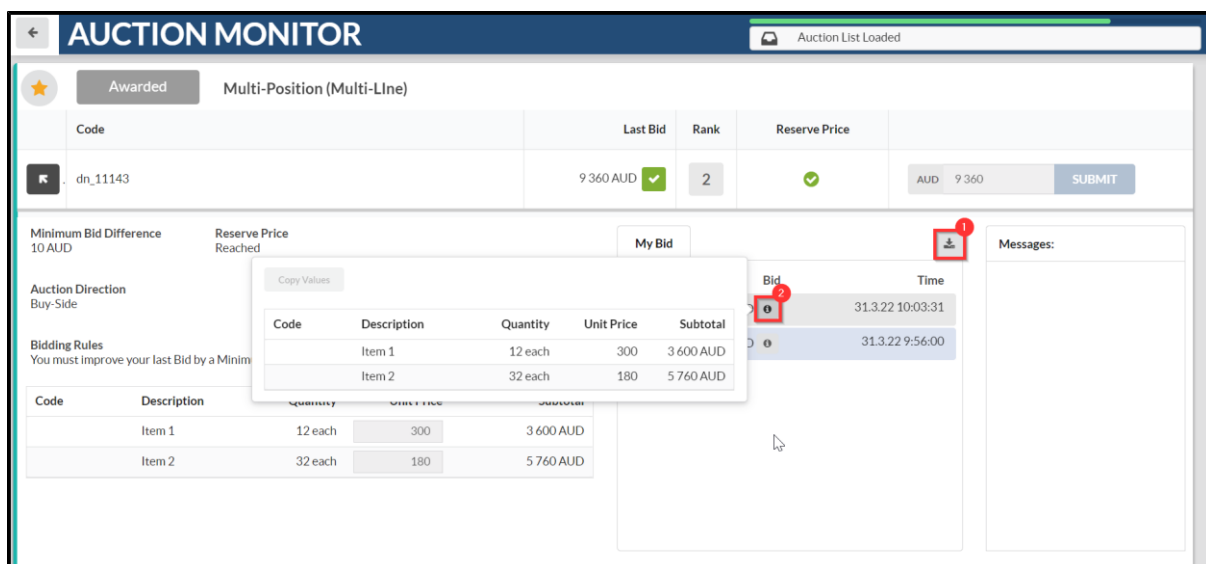 AUCTION MONITOR
Auction List Loaded
Awarded
Multi-Position (Multi-LIne)
Code Last Bid Rank Reserve Price
. dn_11143 9 360 AUD 2 AUD 9 360 SUBMIT
Minimum Bid Difference
10 AUD
Reserve Price
Reached
Auction Direction
Buy-Side
Bidding Rules
You must improve your last Bid by a Minim
Copy Values
Code Description Quantity Unit Price Subtotal
Item 1 12 each 300 3 600 AUD
Item 2 32 each 180 5 760 AUD
Code Description Quantity Unit Price Subtotal
Item 1 12 each 300 3 600 AUD
Item 2 32 each 180 5 760 AUD
My Bid
1
Bid Time
2
31.3.22 10:03:31
31.3.22 9:56:00
Messages: